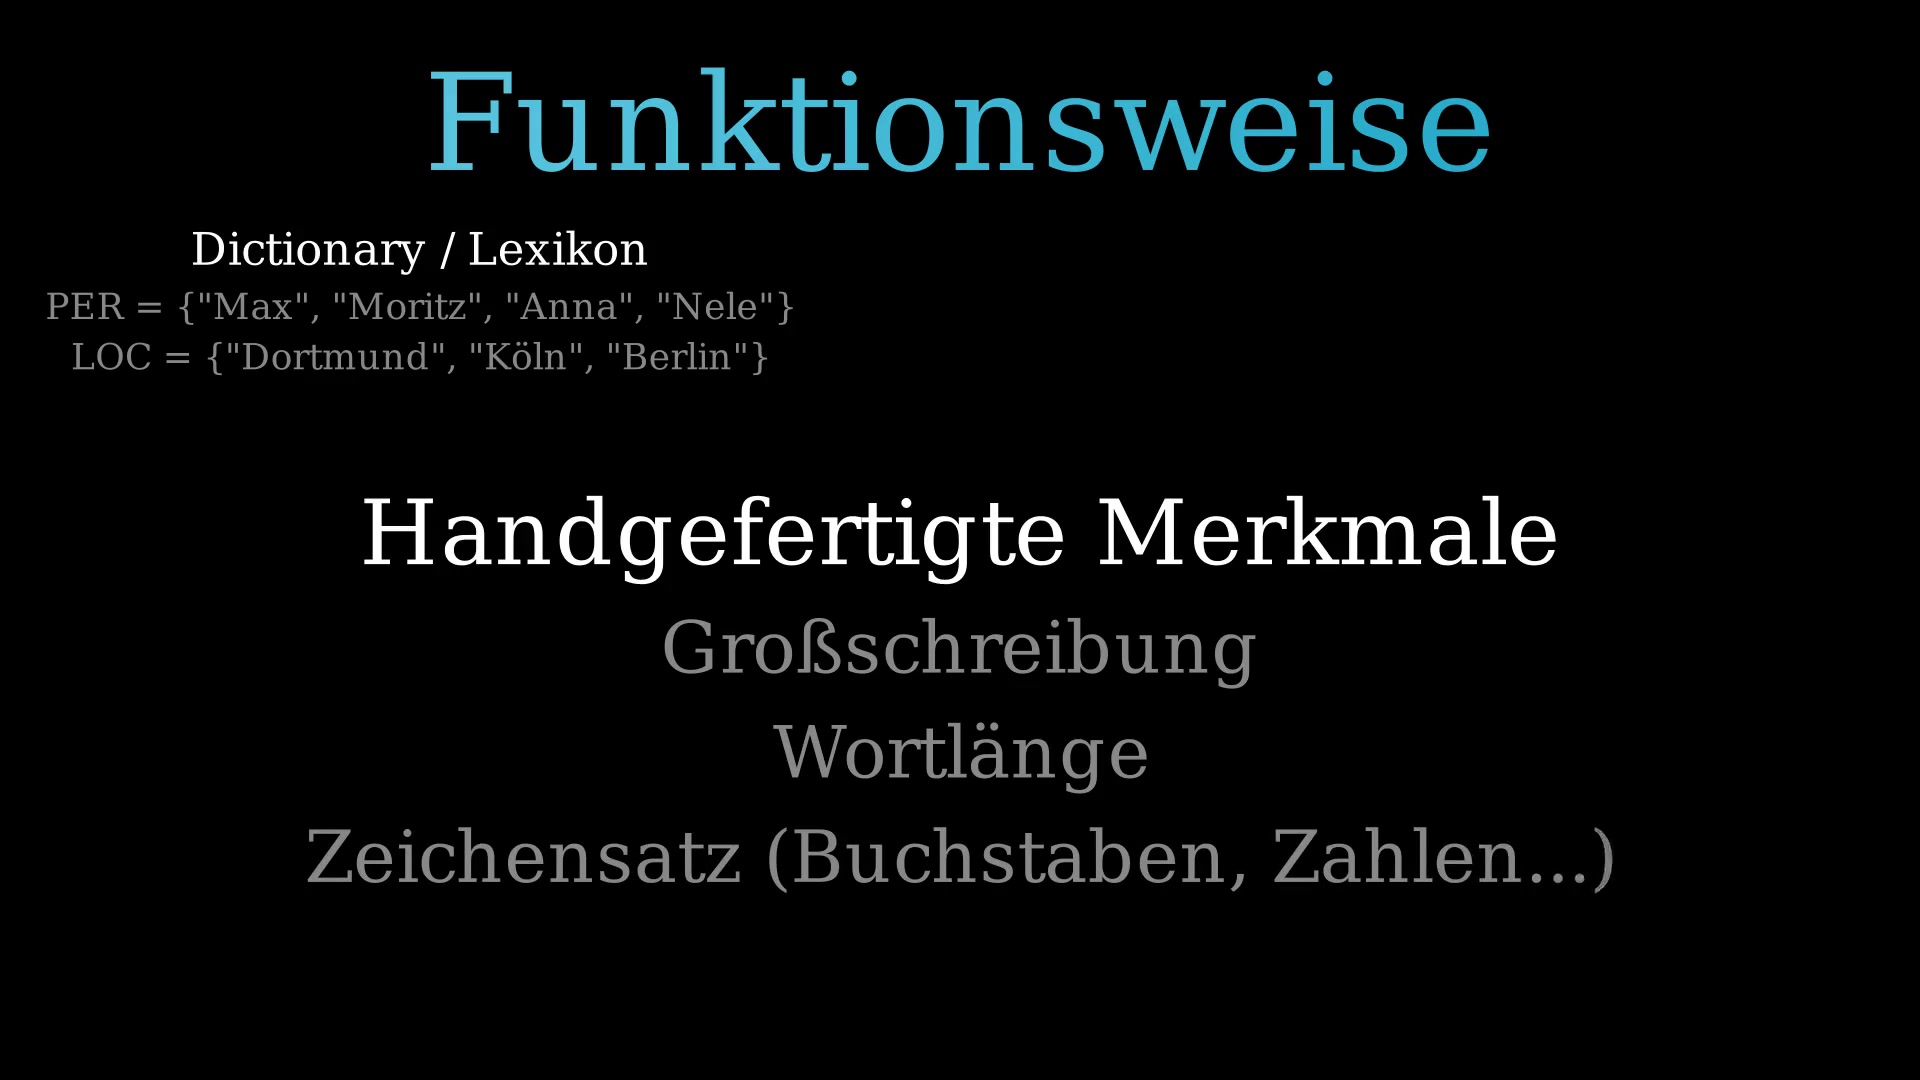 Funktionsweise
Dictionary / Lexikon
PER = {"Max", "Moritz", "Anna", "Nele"}
LOC = {"Dortmund", "Köln", "Berlin"}
Handgefertigte Merkmale
Großschreibung
Wortlänge
Zeichensatz (Buchstaben, Zahlen...)